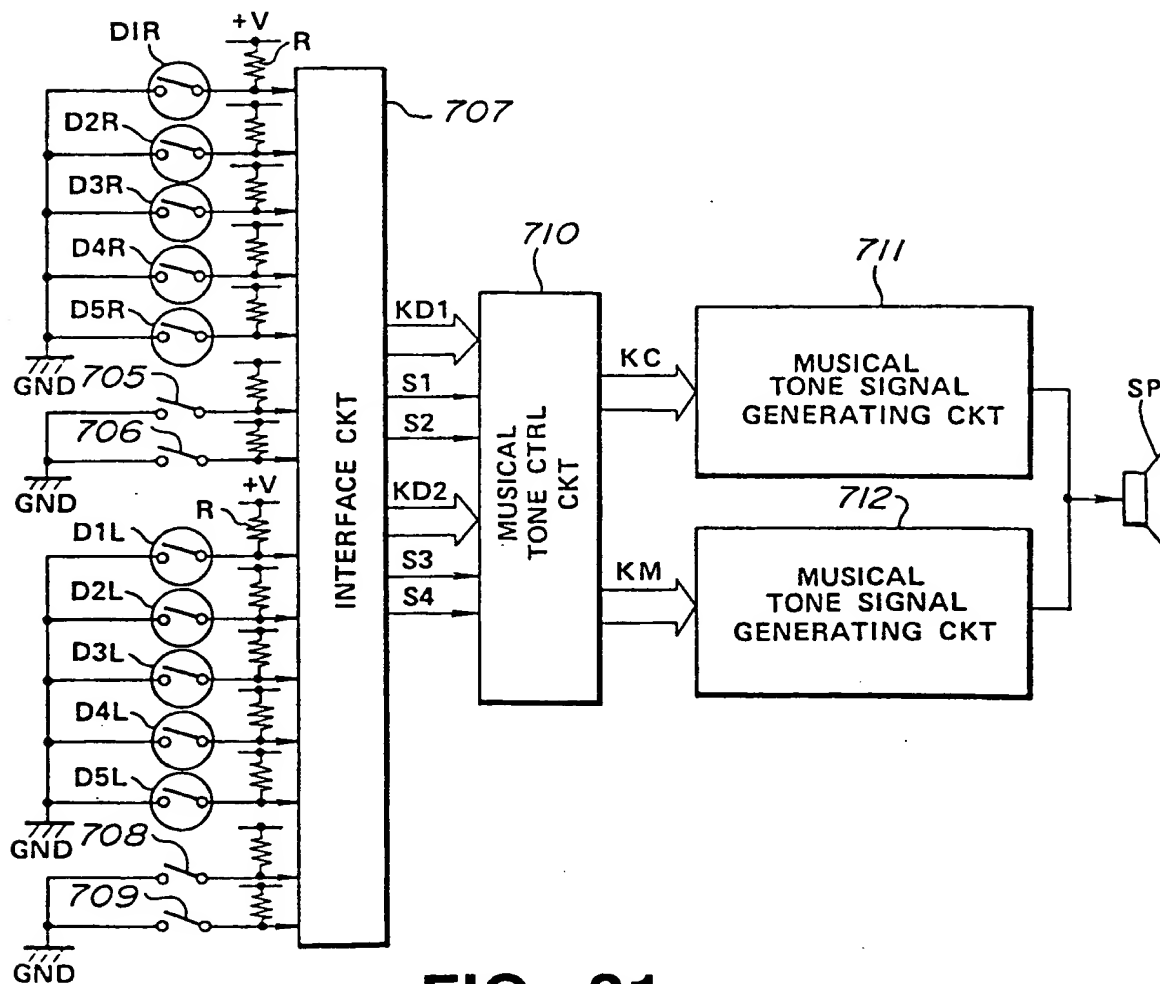 DIR
+V
R
D2R
D3R
D4R
D5R
GND
705
706
GND
+V
R
D1L
D2L
D3L
D4L
D5L
GND
708
709
GND
INTERFACE CKT
707
KD1
S1
S2
KD2
S3
S4
710
MUSICAL
TONE CTRL
CKT
KC
KM
711
MUSICAL
TONE SIGNAL
GENERATING CKT
712
MUSICAL
TONE SIGNAL
GENERATING CKT
SP